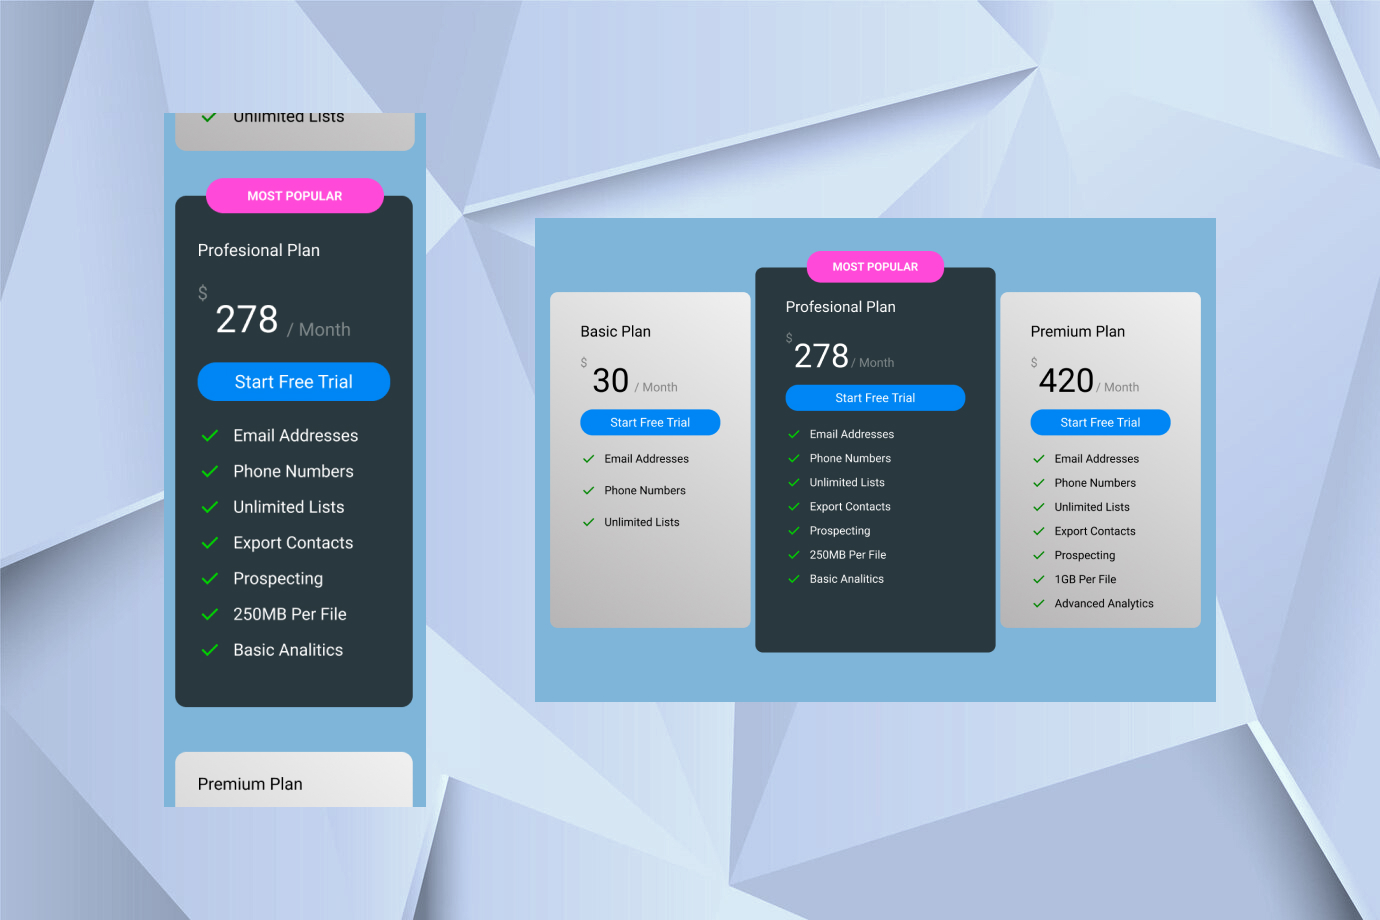 Unlimited Lists
MOST POPULAR
Profesional Plan
$
278 / Month
Start Free Trial
Email Addresses
Phone Numbers
Unlimited Lists
Export Contacts
Prospecting
250MB Per File
Basic Analitics
Premium Plan
Basic Plan
$
30 / Month
Start Free Trial
Email Addresses
Phone Numbers
Unlimited Lists
MOST POPULAR
Profesional Plan
$
278 / Month
Start Free Trial
Email Addresses
Phone Numbers
Unlimited Lists
Export Contacts
Prospecting
250MB Per File
Basic Analitics
Premium Plan
$
420 / Month
Start Free Trial
Email Addresses
Phone Numbers
Unlimited Lists
Export Contacts
Prospecting
1GB Per File
Advanced Analytics